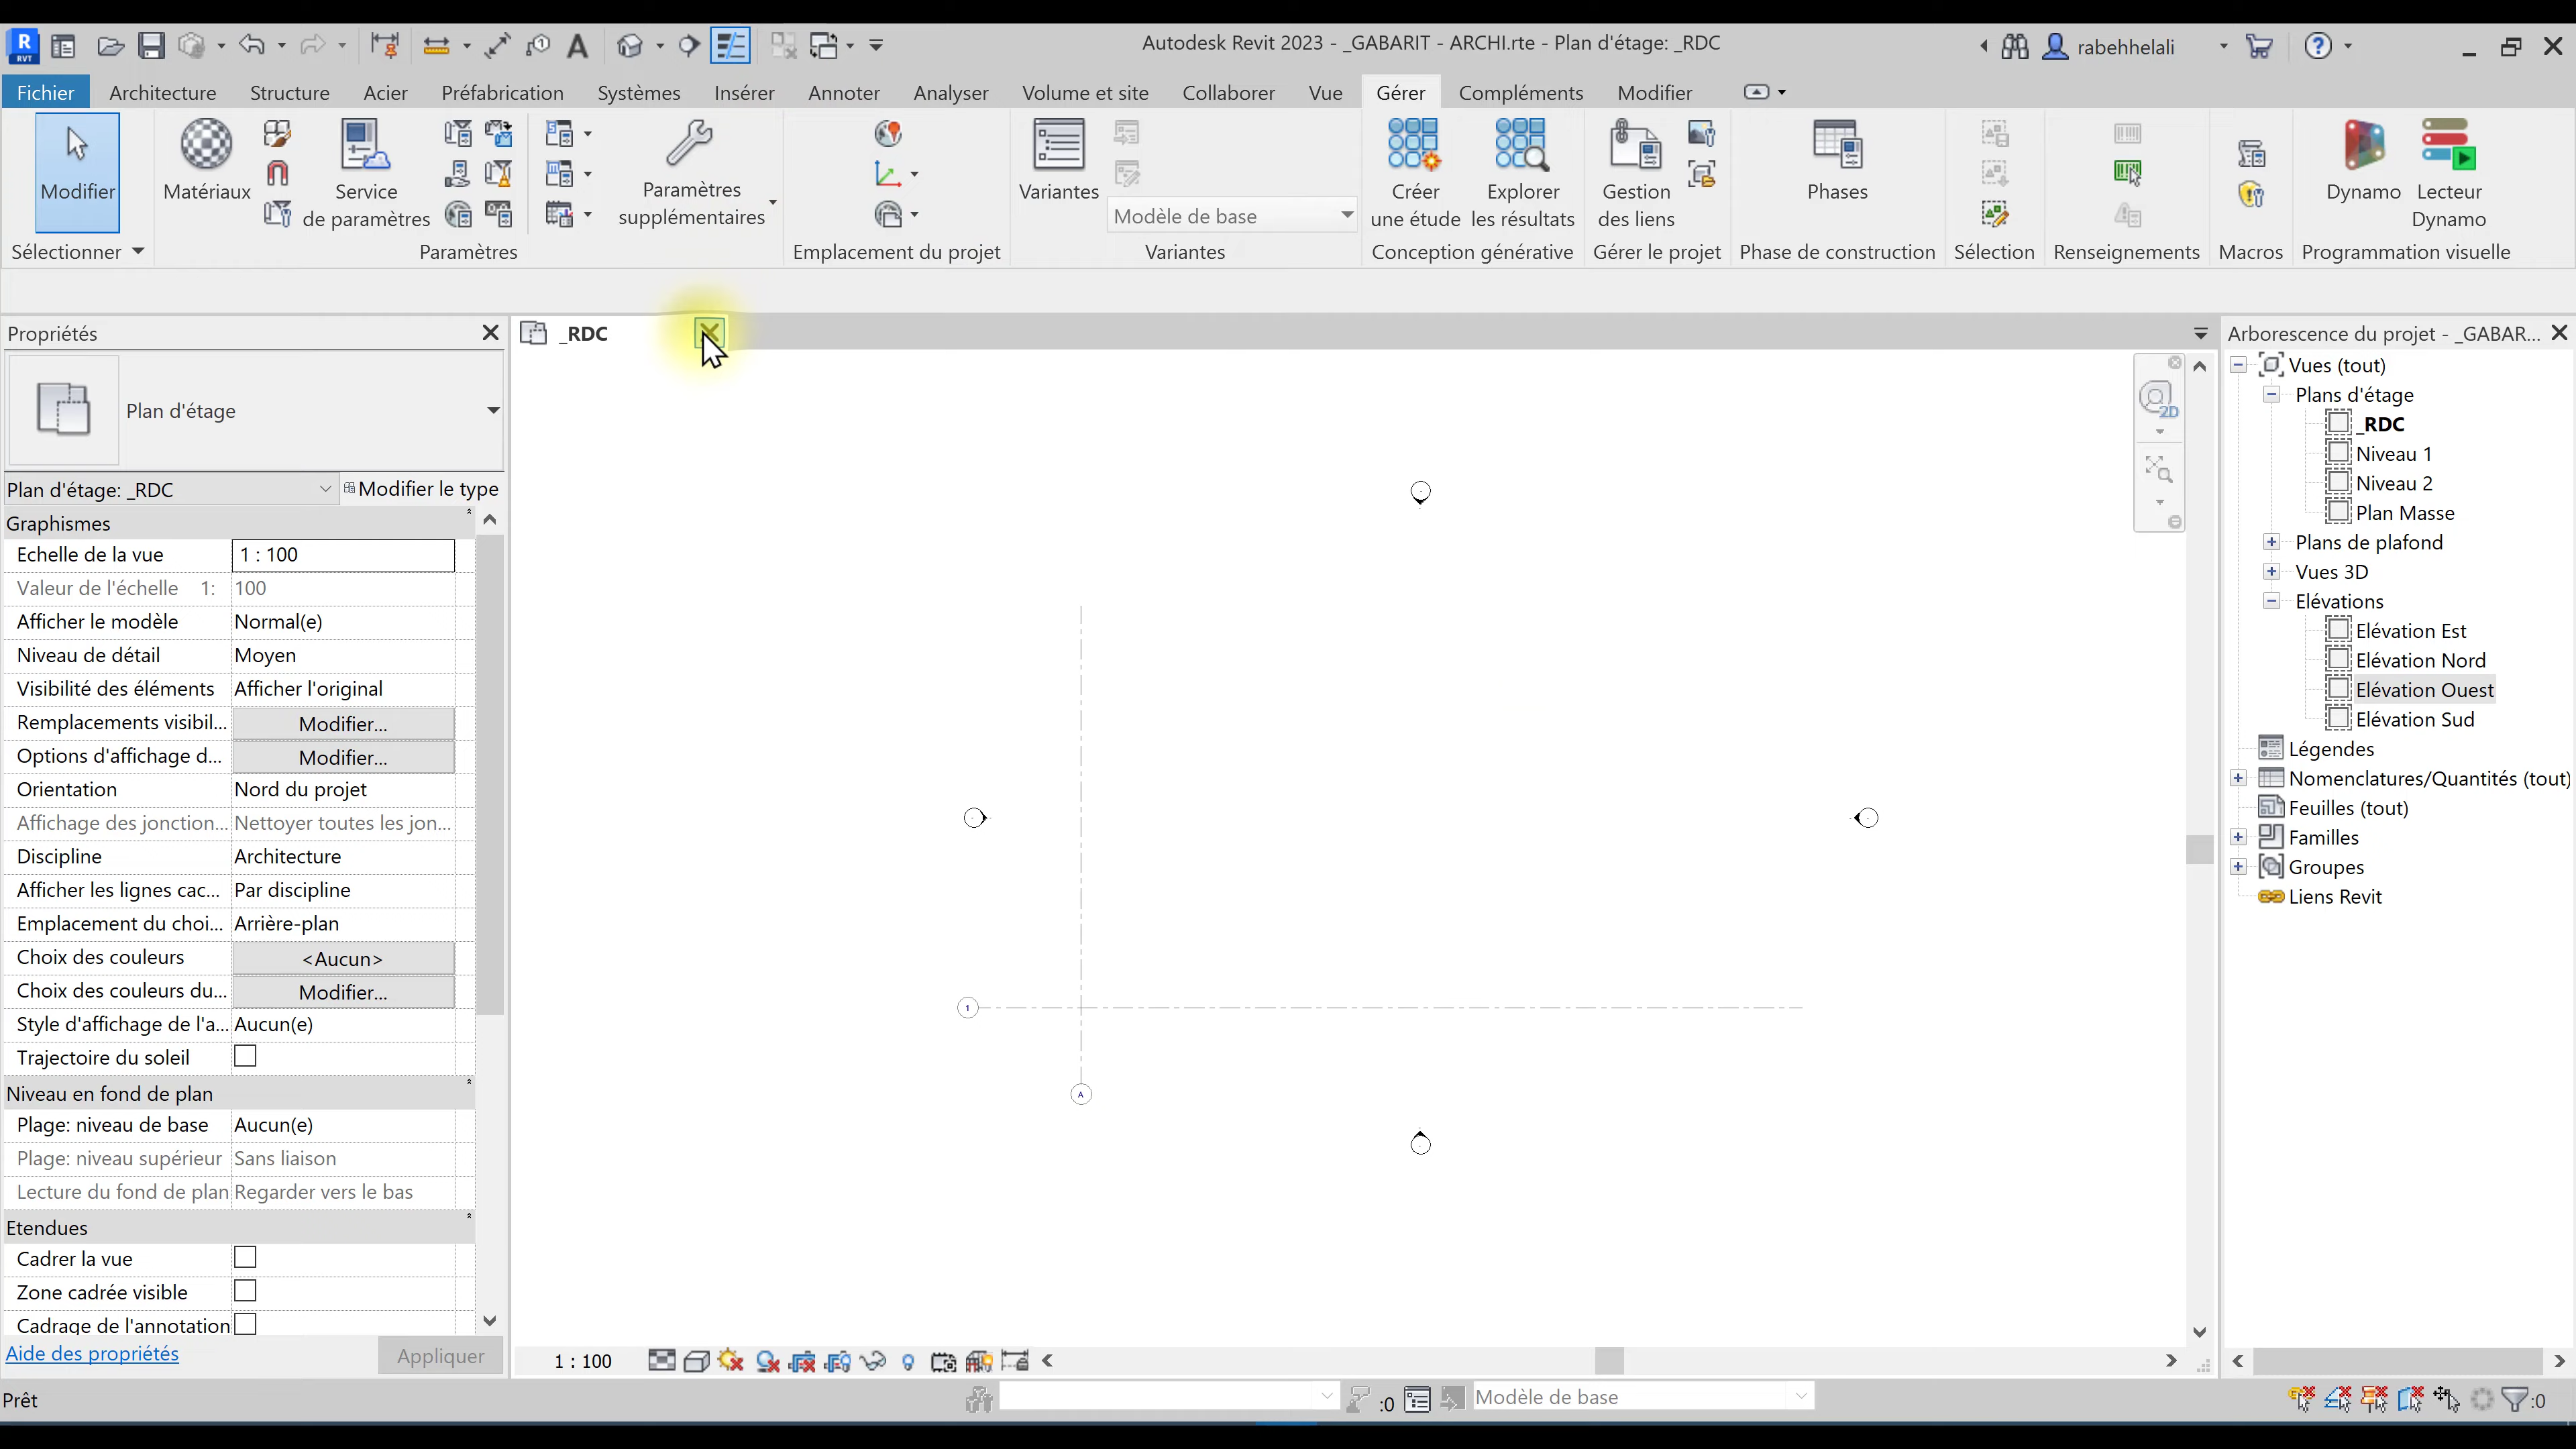 Autodesk Revit 2023 - _GABARIT - ARCHI.rte - Plan d'étage: _RDC
rabehhelali
Fichier Architecture Structure Acier Préfabrication Systèmes Insérer Annoter Analyser Volume et site Collaborer Vue Gérer Compléments Modifier
Modifier
Matériaux
Service
de paramètres
Paramètres
supplémentaires
Variantes
Modèle de base
Créer
une étude
Explorer
les résultats
Gestion
des liens
Phases
Dynamo
Lecteur
Dynamo
Sélectionner Paramètres Emplacement du projet Variantes Conception générative Gérer le projet Phase de construction Sélection Renseignements Macros Programmation visuelle
Propriétés
Plan d'étage
Plan d'étage: _RDC Modifier le type
Graphismes
Echelle de la vue 1 : 100
Valeur de l'échelle 1: 100
Afficher le modèle Normal(e)
Niveau de détail Moyen
Visibilité des éléments Afficher l'original
Remplacements visibil... Modifier...
Options d'affichage d... Modifier...
Orientation Nord du projet
Affichage des jonction... Nettoyer toutes les jon...
Discipline Architecture
Afficher les lignes cac... Par discipline
Emplacement du choi... Arrière-plan
Choix des couleurs <Aucun>
Choix des couleurs du... Modifier...
Style d'affichage de l'a... Aucun(e)
Trajectoire du soleil
Niveau en fond de plan
Plage: niveau de base Aucun(e)
Plage: niveau supérieur Sans liaison
Lecture du fond de plan Regarder vers le bas
Etendues
Cadrer la vue
Zone cadrée visible
Cadrage de l'annotation
Aide des propriétés Appliquer
_RDC
2D
1
A
1 : 100
Arborescence du projet - _GABAR...
Vues (tout)
Plans d'étage
_RDC
Niveau 1
Niveau 2
Plan Masse
Plans de plafond
Vues 3D
Elévations
Elévation Est
Elévation Nord
Elévation Ouest
Elévation Sud
Légendes
Nomenclatures/Quantités (tout)
Feuilles (tout)
Familles
Groupes
Liens Revit
Prêt
:0
Modèle de base
:0